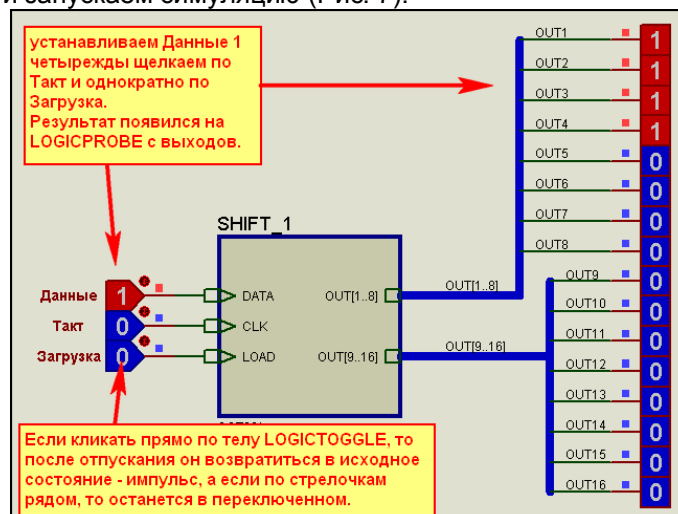 и запускаем симуляцию (Рис. 7).
устанавливаем Данные 1
четырежды щелкаем по
Такт и однократно по
Загрузка.
Результат появился на
LOGICPROBE с выходов.
OUT1 1
OUT2 1
OUT3 1
OUT4 1
OUT5 0
OUT6 0
OUT7 0
OUT8 0
OUT9 0
OUT10 0
OUT11 0
OUT12 0
OUT13 0
OUT14 0
OUT15 0
OUT16 0
SHIFT_1
Данные 1 DATA OUT[1..8] OUT[1..8]
Такт 0 CLK
Загрузка 0 LOAD OUT[9..16] OUT[9..16]
Если кликать прямо по телу LOGICTOGGLE, то
после отпускания он возвратиться в исходное
состояние - импульс, а если по стрелочкам
рядом, то останется в переключенном.